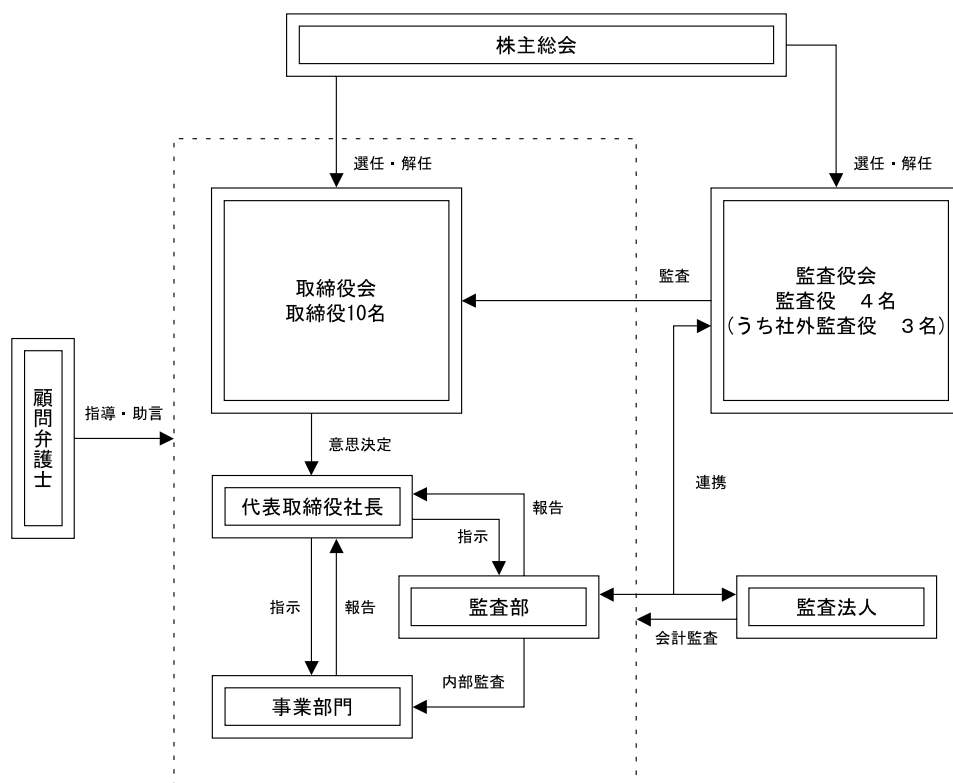 株主総会
選任・解任
選任・解任
取締役会
取締役10名
監査
監査役会
監査役　４名
(うち社外監査役　３名)
顧問弁護士
指導・助言
意思決定
連携
代表取締役社長
報告
指示
指示
報告
監査部
監査法人
会計監査
内部監査
事業部門